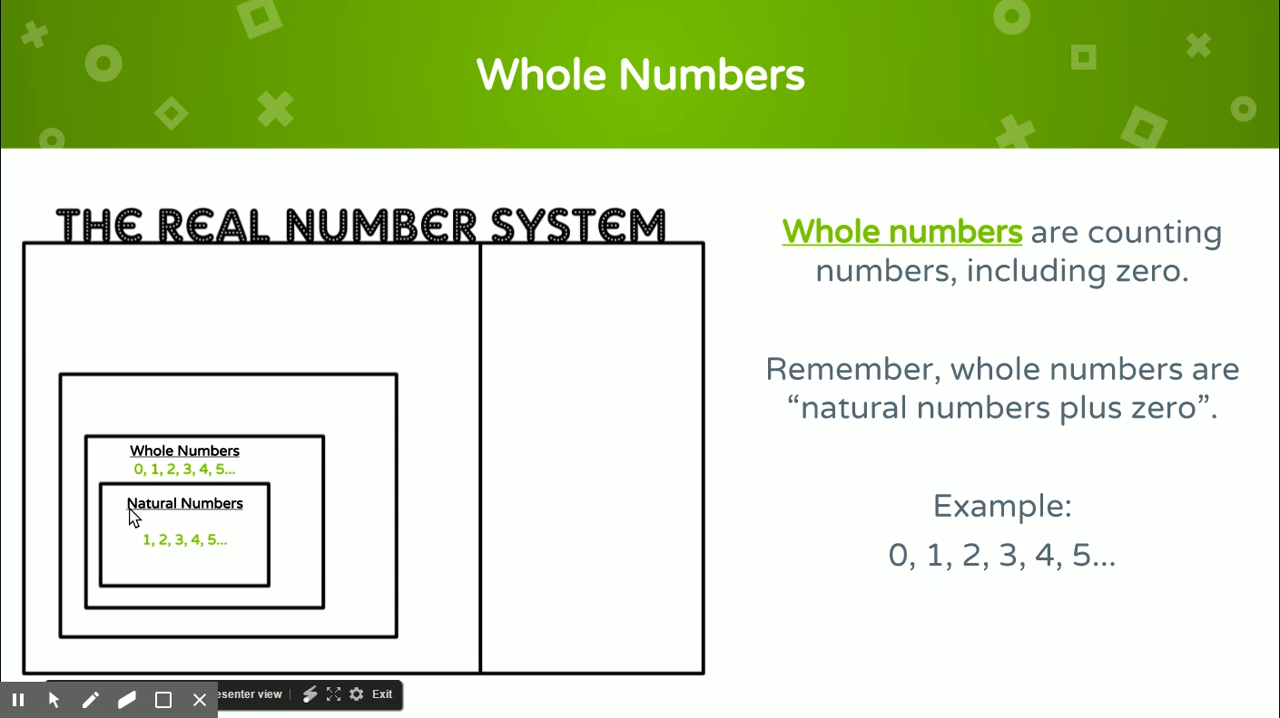 Whole Numbers
THE REAL NUMBER SYSTEM
Whole Numbers
0, 1, 2, 3, 4, 5...
Natural Numbers
1, 2, 3, 4, 5...
Whole numbers are counting
numbers, including zero.
Remember, whole numbers are
“natural numbers plus zero”.
Example:
0, 1, 2, 3, 4, 5...
view Exit